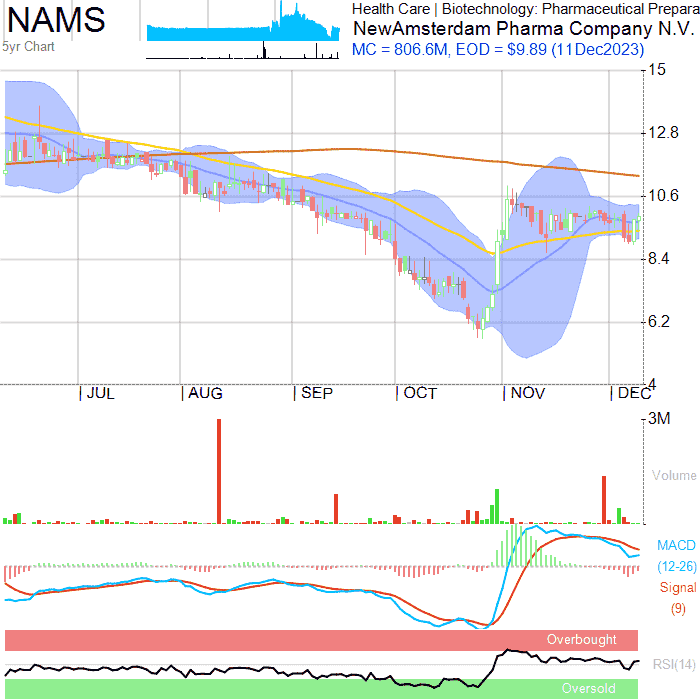 NAMS
5yr Chart
Health Care | Biotechnology: Pharmaceutical Prepara
NewAmsterdam Pharma Company N.V.
MC = 806.6M, EOD = $9.89 (11Dec2023)
15
12.8
10.6
8.4
6.2
4
| JUL | AUG | SEP | OCT | NOV | DEC
3M
Volume
MACD
(12-26)
Signal
(9)
Overbought
RSI(14)
Oversold